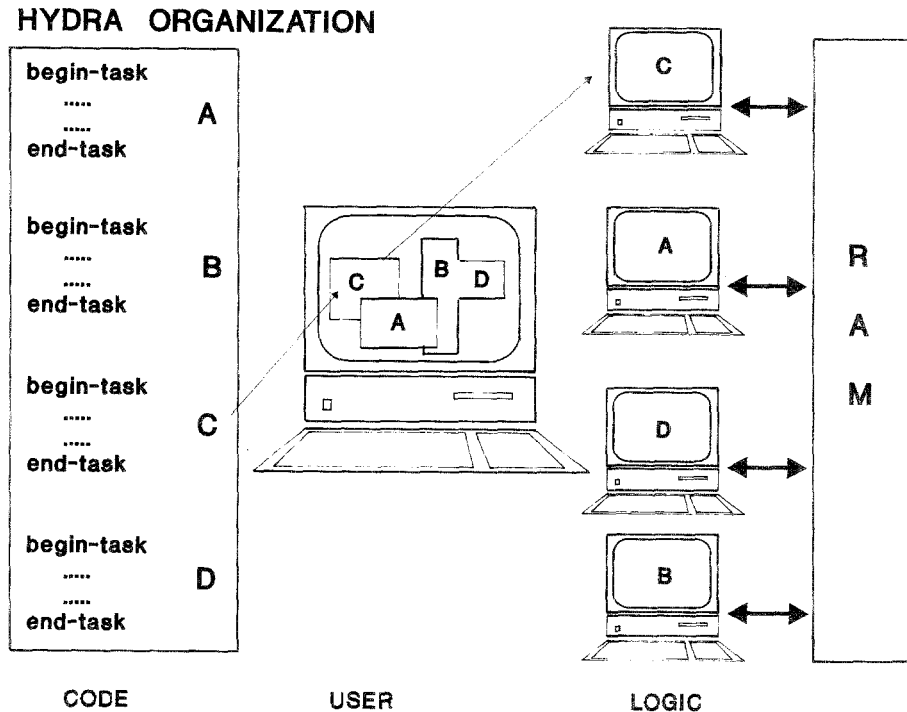 HYDRA ORGANIZATION
begin-task
.....
.....
end-task
A
begin-task
.....
.....
end-task
B
begin-task
.....
.....
end-task
C
begin-task
.....
.....
end-task
D
CODE
C
A
B
D
USER
C
A
D
B
LOGIC
R
A
M